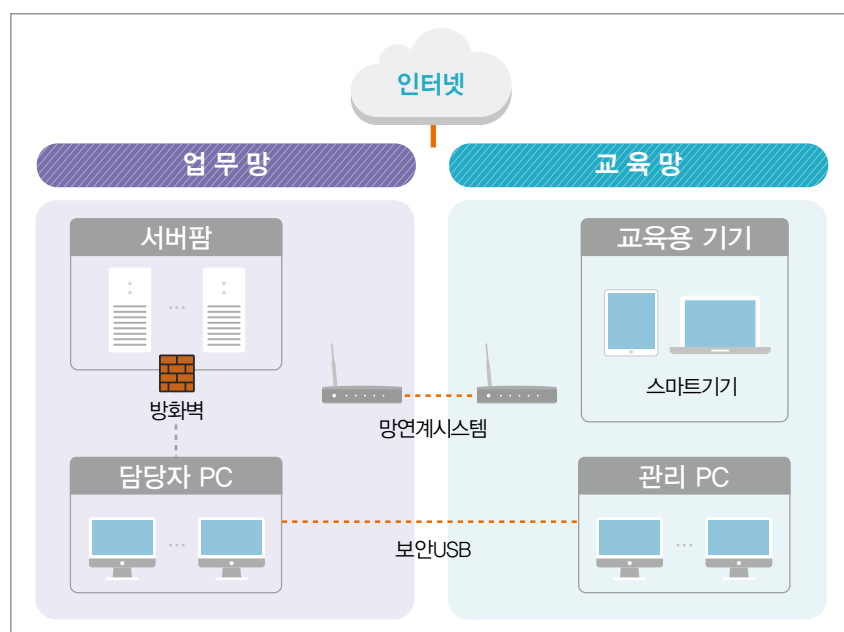 인터넷
업무망
교육망
서버팜
교육용 기기
방화벽
스마트기기
망연계시스템
담당자 PC
관리 PC
보안USB